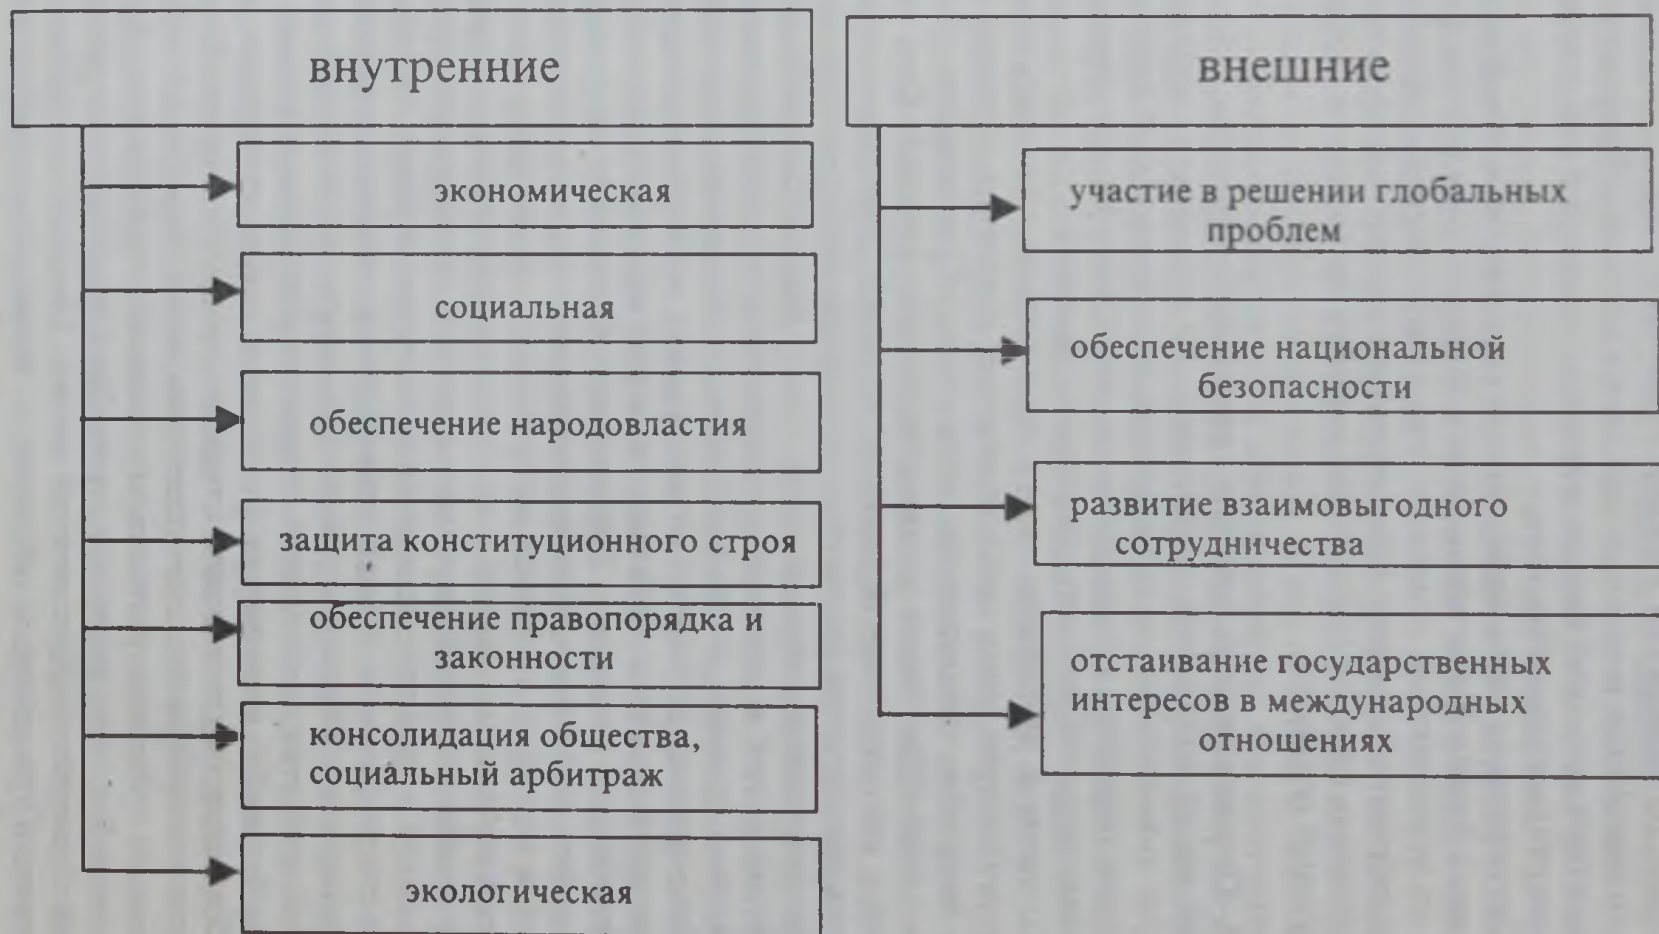 внутренние
экономическая
социальная
обеспечение народовластия
защита конституционного строя
обеспечение правопорядка и
законности
консолидация общества,
социальный арбитраж
экологическая
внешние
участие в решении глобальных
проблем
обеспечение национальной
безопасности
развитие взаимовыгодного
сотрудничества
отстаивание государственных
интересов в международных
отношениях